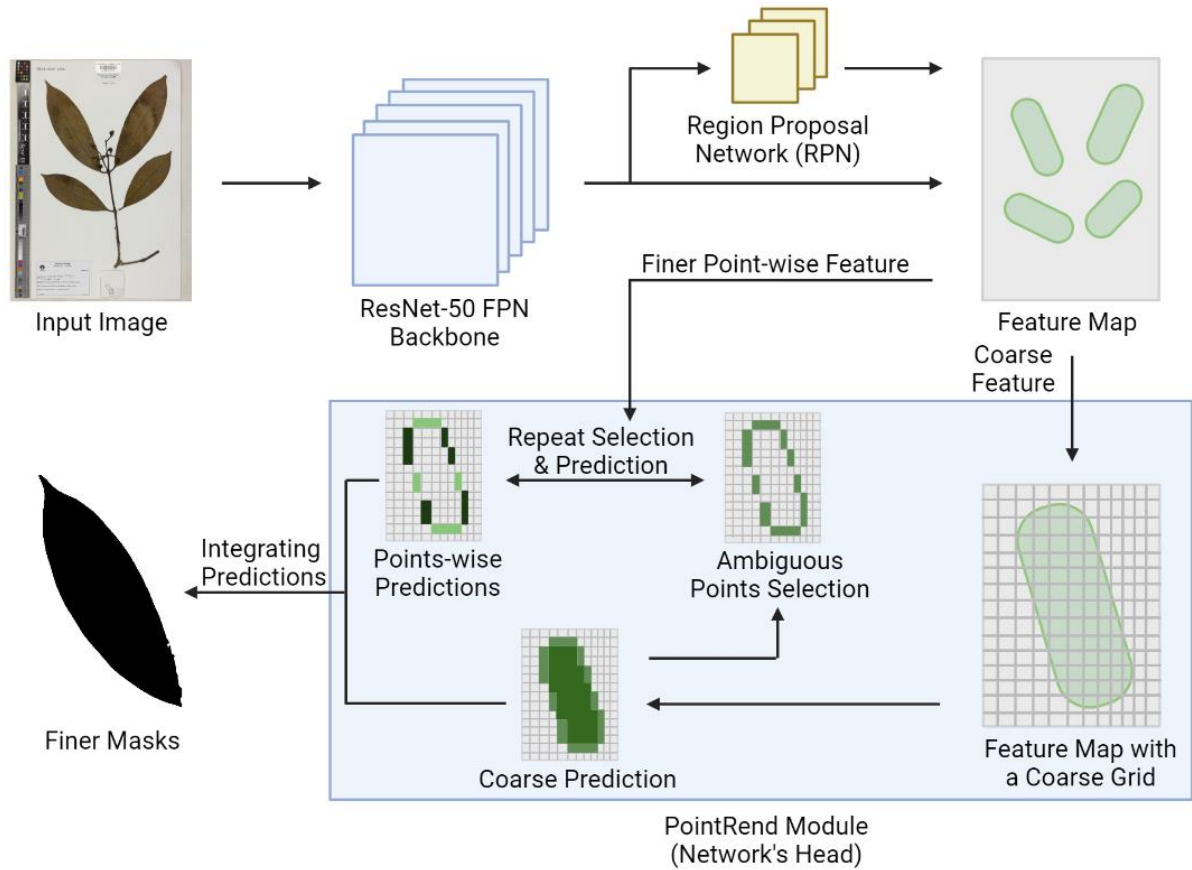 Region Proposal
Network (RPN)
Input Image
ResNet-50 FPN
Backbone
Finer Point-wise Feature
Feature Map
Coarse
Feature
Repeat Selection
& Prediction
Points-wise
Predictions
Ambiguous
Points Selection
Integrating
Predictions
Finer Masks
Coarse Prediction
Feature Map with
a Coarse Grid
PointRend Module
(Network's Head)